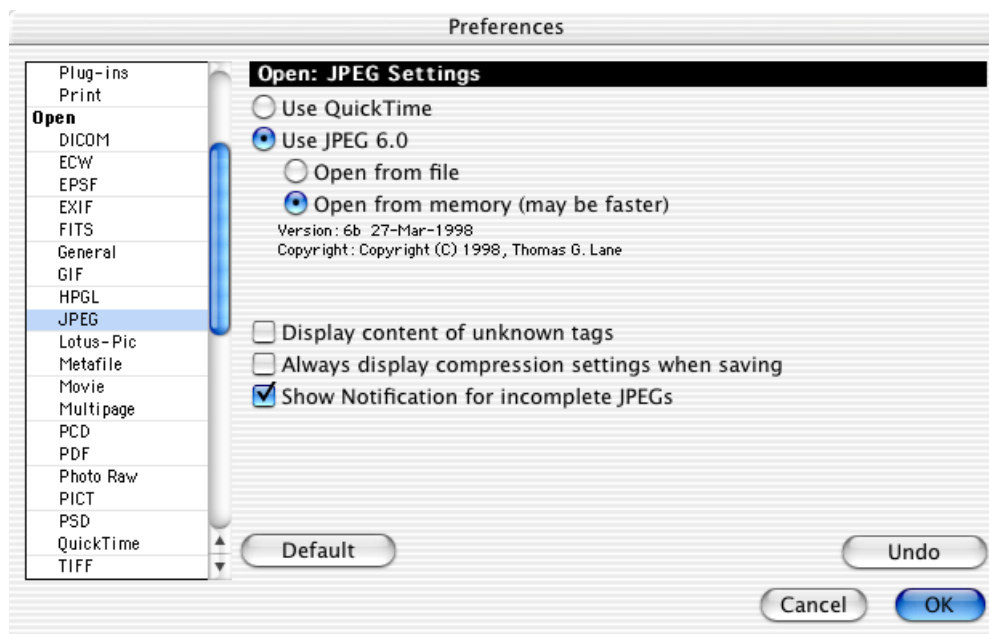 Preferences
Plug-ins
Print
Open
DICOM
ECW
EPSF
EXIF
FITS
General
GIF
HPGL
JPEG
Lotus-Pic
Metafile
Movie
Multipage
PCD
PDF
Photo Raw
PICT
PSD
QuickTime
TIFF
Open: JPEG Settings
Use QuickTime
Use JPEG 6.0
Open from file
Open from memory (may be faster)
Version: 6b 27-Mar-1998
Copyright: Copyright (C) 1998, Thomas G. Lane
Display content of unknown tags
Always display compression settings when saving
Show Notification for incomplete JPEGs
Default
Undo
Cancel
OK